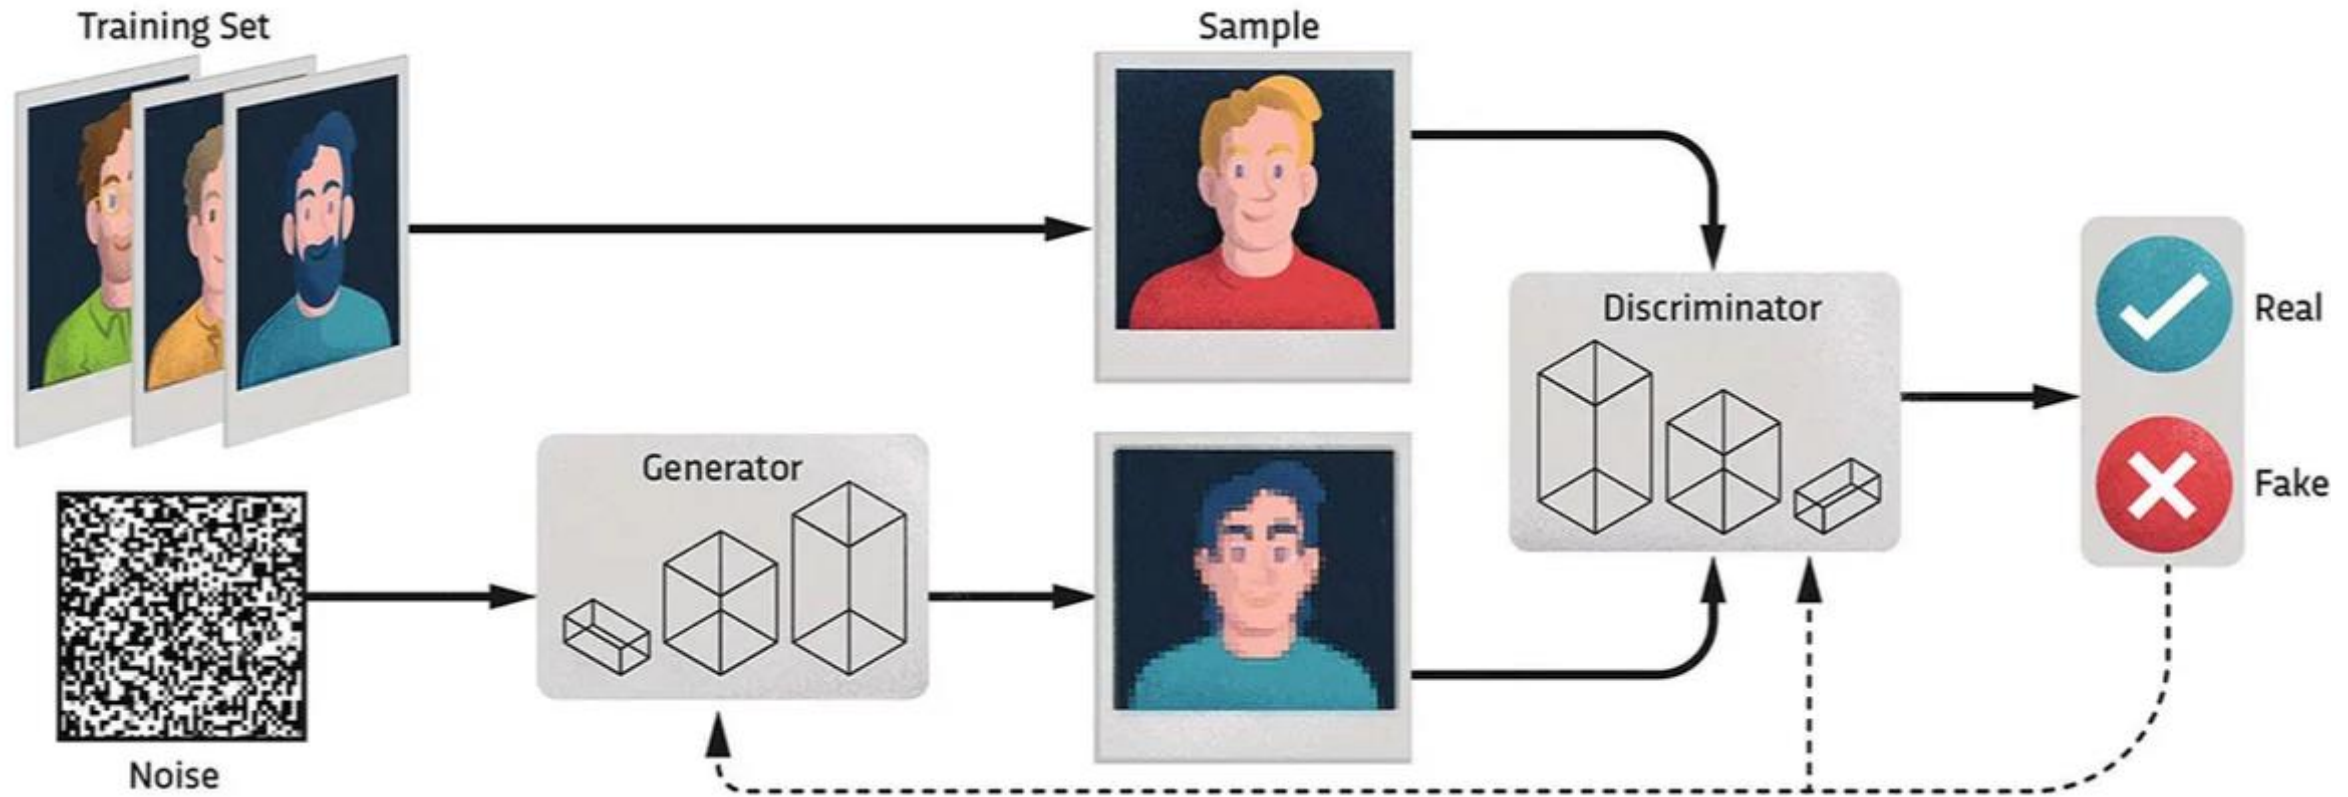 Training Set
Sample
Discriminator
Real
Generator
Fake
Noise